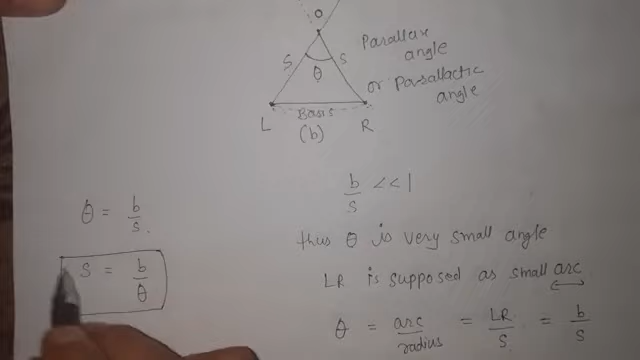 O
S
S
θ
Parallax
angle
or Parallactic
angle
Basis
L
(b)
R
b/s << 1
thus θ is very small angle
LR is supposed as small arc
θ = arc/radius = LR/S = b/s
θ = b/s.
s = b/θ